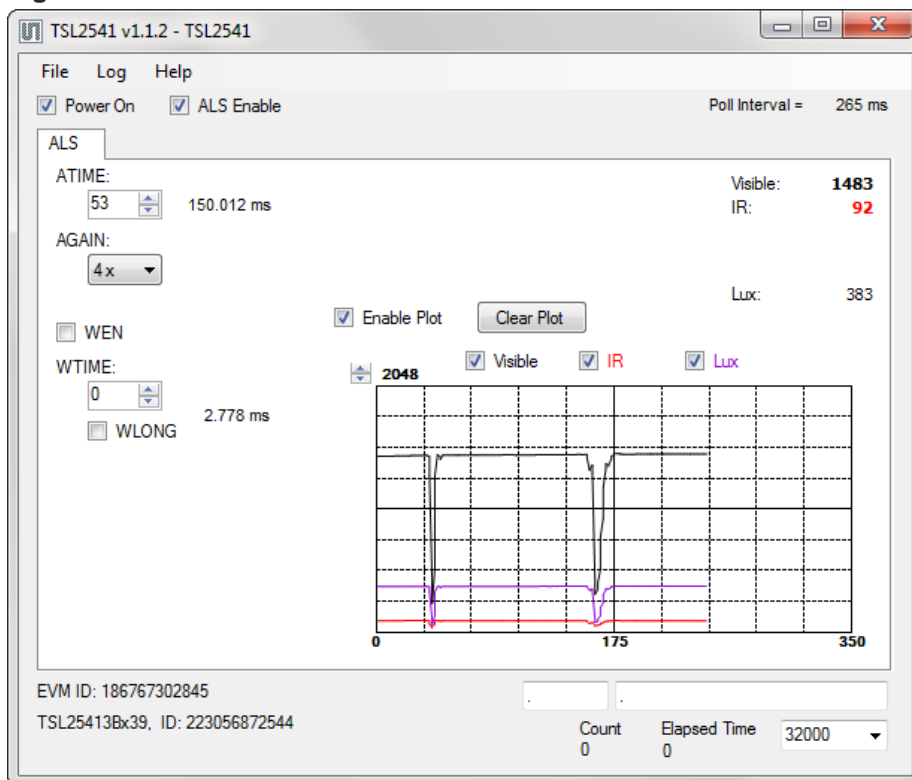 TSL2541 v1.1.2 - TSL2541
File Log Help
Power On ALS Enable Poll Interval = 265 ms
ALS
ATIME:
53 150.012 ms
Visible: 1483
IR: 92
AGAIN:
4 x
Lux: 383
Enable Plot Clear Plot
WEN
WTIME:
0 2.778 ms
WLONG
2048 Visible IR Lux
0 175 350
EVM ID: 186767302845 . .
TSL25413Bx39, ID: 223056872544
Count Elapsed Time 32000
0 0